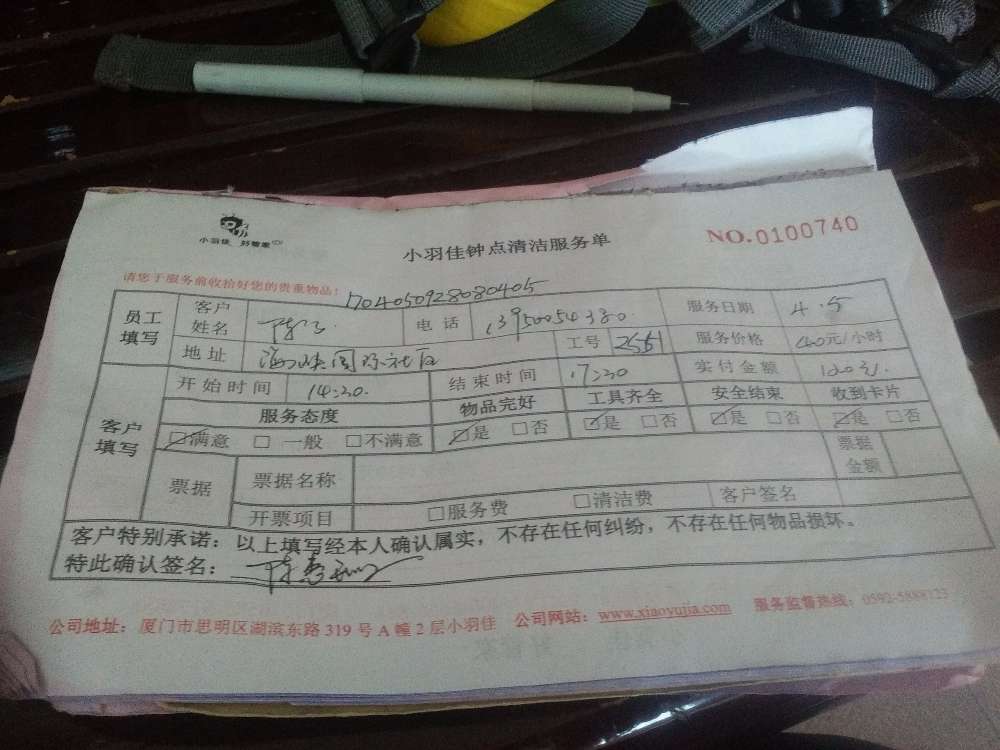 小羽佳 好管家
小羽佳钟点清洁服务单
NO.0100740
请您于服务前收拾好您的贵重物品!
1704050928080405
员工填写 客户姓名 陈 电话 13950054380 服务日期 4.5
地址 海峡国际社区 工号 2551 服务价格 40元/小时
客户填写 开始时间 14:30 结束时间 17:30 实付金额 120元
服务态度 物品完好 工具齐全 安全结束 收到卡片
☑满意 □一般 □不满意 ☑是 □否 ☑是 □否 ☑是 □否 ☑是 □否
票据 票据名称 票据金额
开票项目 □服务费 □清洁费 客户签名
客户特别承诺:以上填写经本人确认属实,不存在任何纠纷,不存在任何物品损坏。
特此确认签名: 陈
公司地址:厦门市思明区湖滨东路 319 号 A 幢 2 层小羽佳 公司网站:www.xiaoyujia.com 服务监督热线:0592-5888123